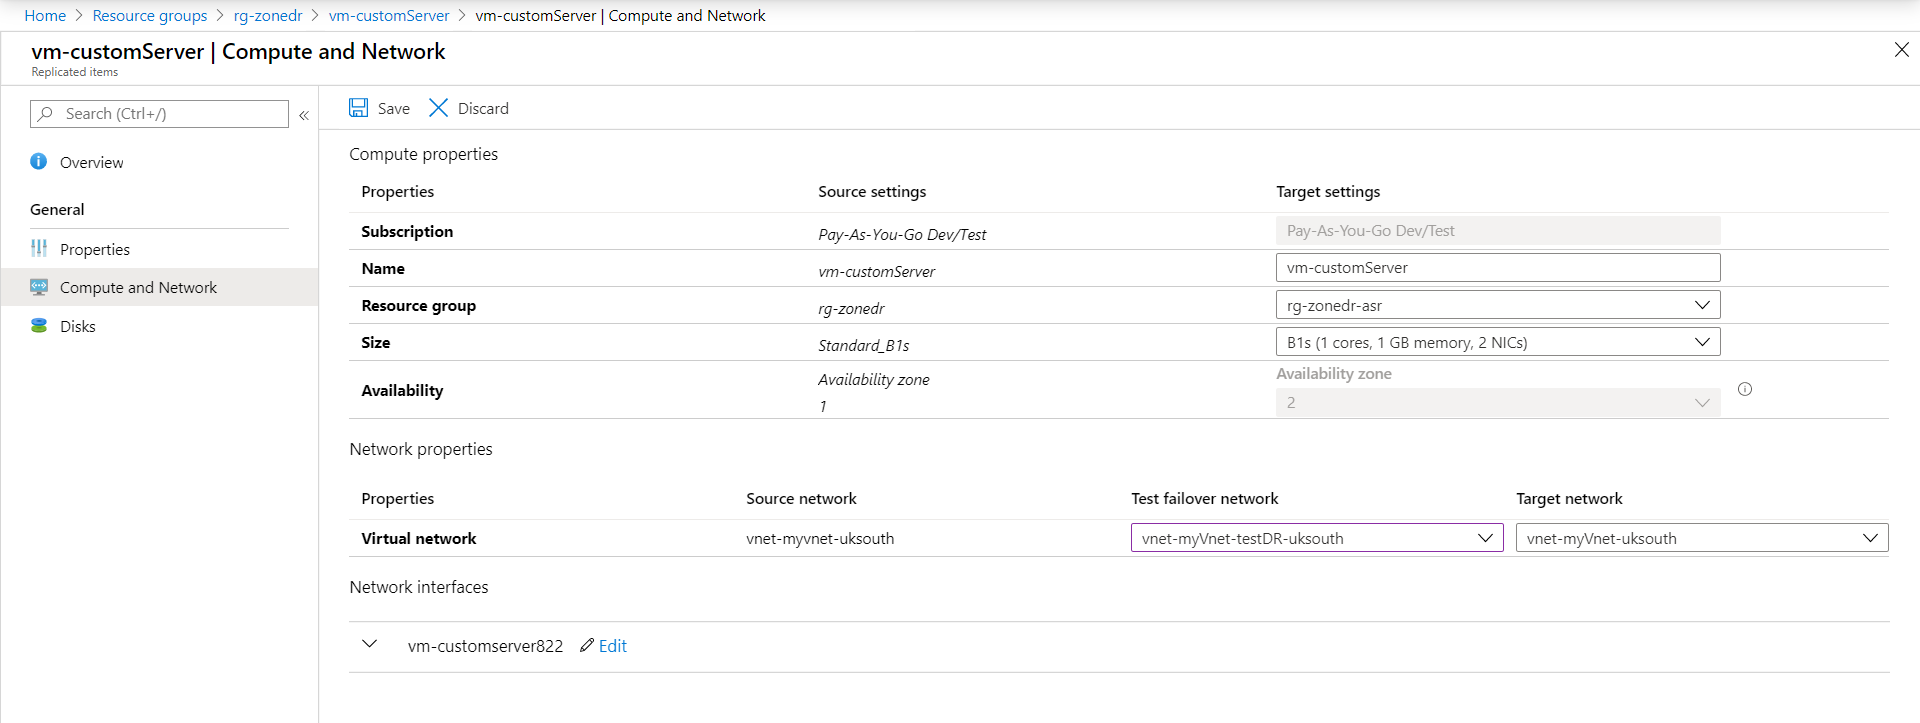 Home > Resource groups > rg-zonedr > vm-customServer > vm-customServer | Compute and Network
vm-customServer | Compute and Network
Replicated items
Search (Ctrl+/)
«
Save
Discard
Overview
General
Properties
Compute and Network
Disks
Compute properties
Properties Source settings Target settings
Subscription Pay-As-You-Go Dev/Test Pay-As-You-Go Dev/Test
Name vm-customServer vm-customServer
Resource group rg-zonedr rg-zonedr-asr
Size Standard_B1s B1s (1 cores, 1 GB memory, 2 NICs)
Availability Availability zone Availability zone
1 2
Network properties
Properties Source network Test failover network Target network
Virtual network vnet-myvnet-uksouth vnet-myVnet-testDR-uksouth vnet-myVnet-uksouth
Network interfaces
vm-customserver822 Edit